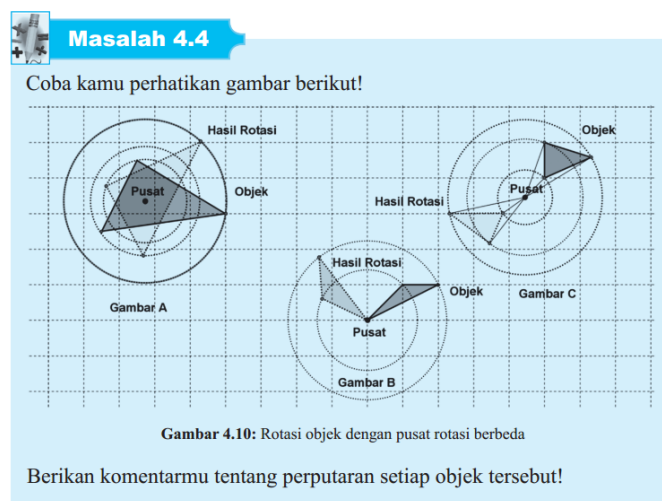 Masalah 4.4
Coba kamu perhatikan gambar berikut!
Hasil Rotasi
Pusat
Objek
Gambar A
Hasil Rotasi
Objek
Pusat
Gambar B
Objek
Pusat
Hasil Rotasi
Gambar C
Gambar 4.10: Rotasi objek dengan pusat rotasi berbeda
Berikan komentarmu tentang perputaran setiap objek tersebut!